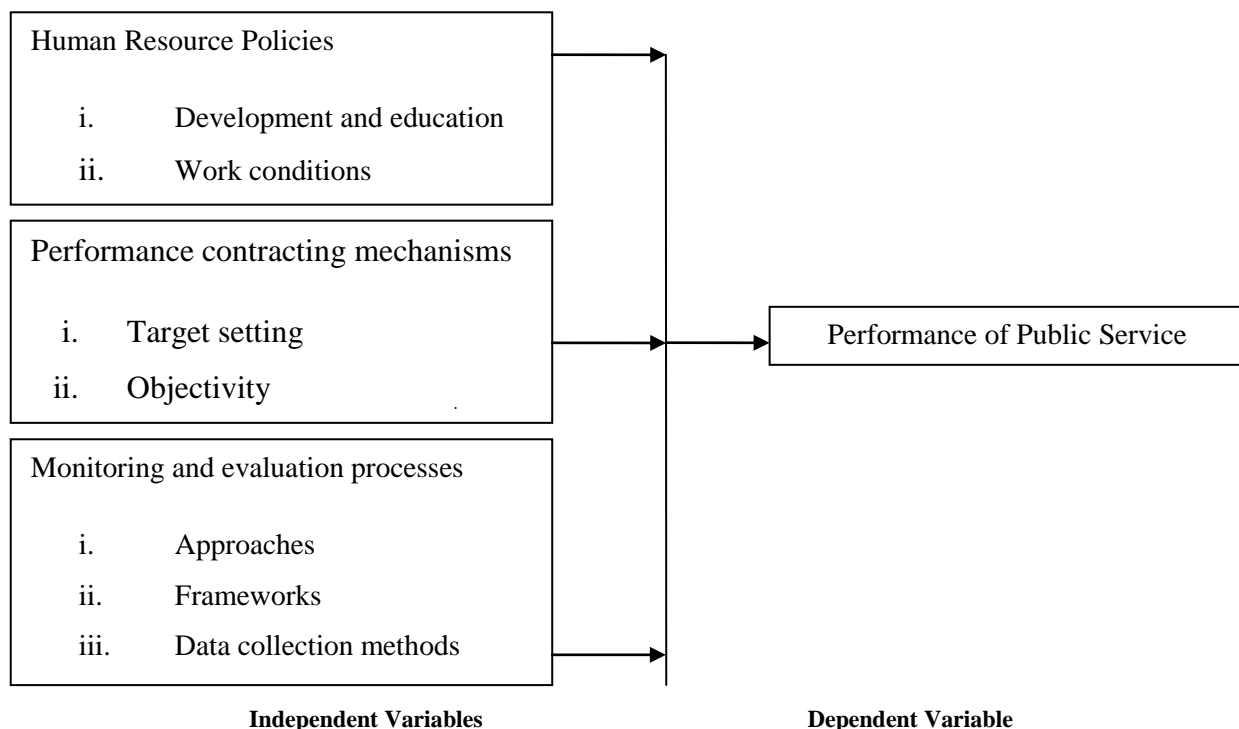 Human Resource Policies
i. Development and education
ii. Work conditions
Performance contracting mechanisms
i. Target setting
ii. Objectivity
Monitoring and evaluation processes
i. Approaches
ii. Frameworks
iii. Data collection methods
Performance of Public Service
Independent Variables
Dependent Variable